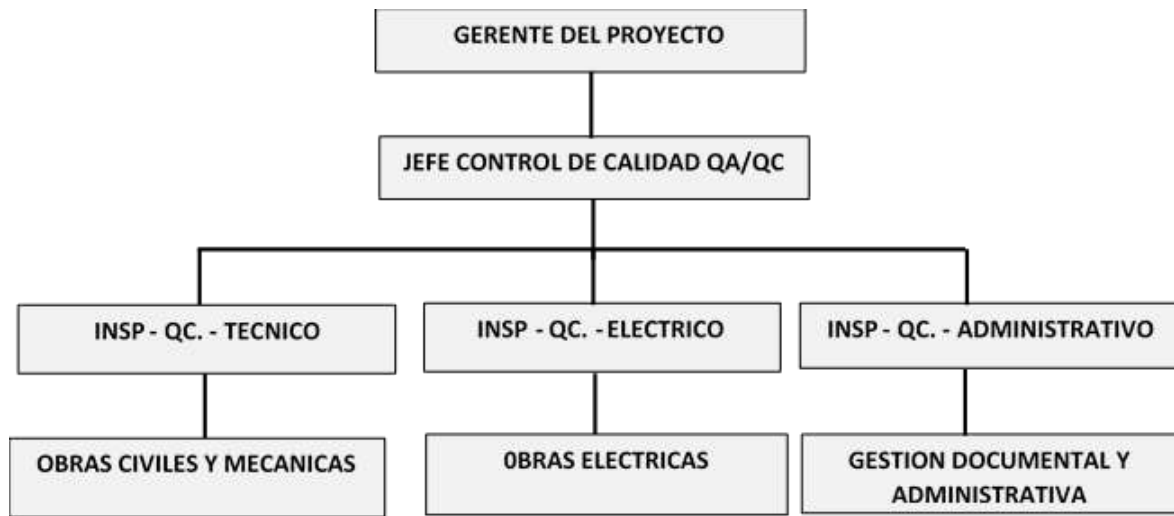 GERENTE DEL PROYECTO
JEFE CONTROL DE CALIDAD QA/QC
INSP - QC. - TECNICO
INSP - QC. - ELECTRICO
INSP - QC. - ADMINISTRATIVO
OBRAS CIVILES Y MECANICAS
0BRAS ELECTRICAS
GESTION DOCUMENTAL Y
ADMINISTRATIVA